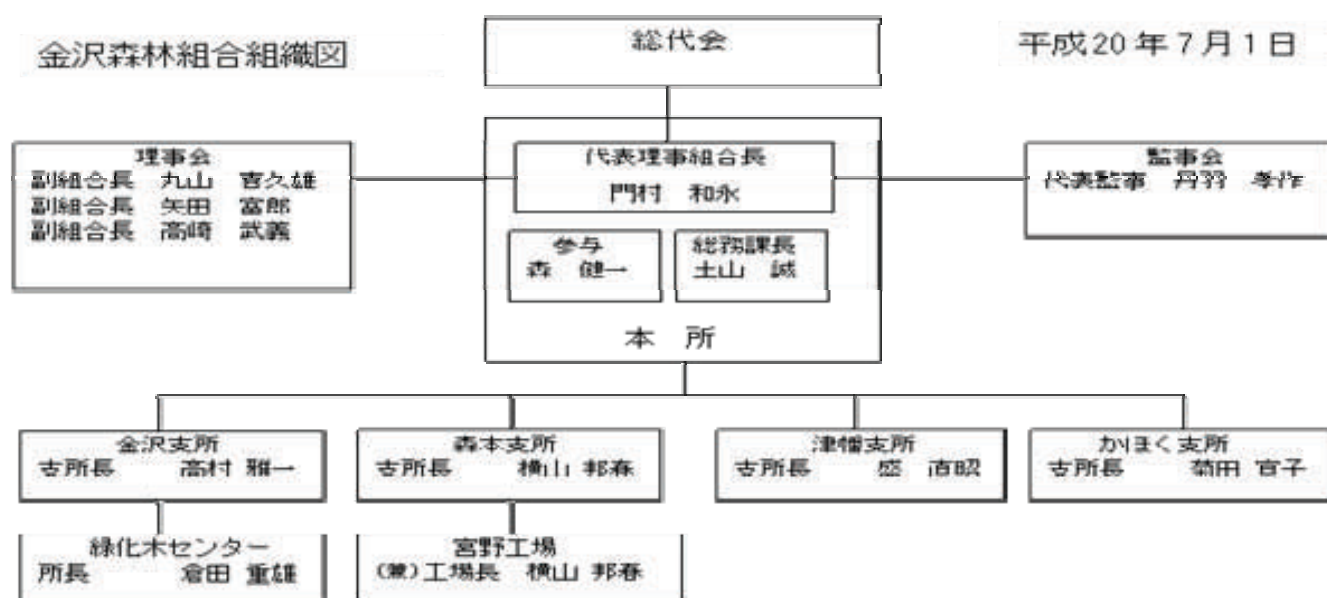 金沢森林組合組織図
総代会
平成20年7月1日
理事会
副組合長 丸山 喜久雄
副組合長 矢田 富郎
副組合長 高崎 武義
代表理事組合長
門村 和永
監事会
代表監事 丹羽 孝作
参与
森 健一
総務課長
土山 誠
本 所
金沢支所
支所長 高村 雅一
森本支所
支所長 横山 邦春
津幡支所
支所長 盛 直昭
かほく支所
支所長 菊田 宣子
緑化木センター
所長 倉田 重雄
宮野工場
(兼)工場長 横山 邦春